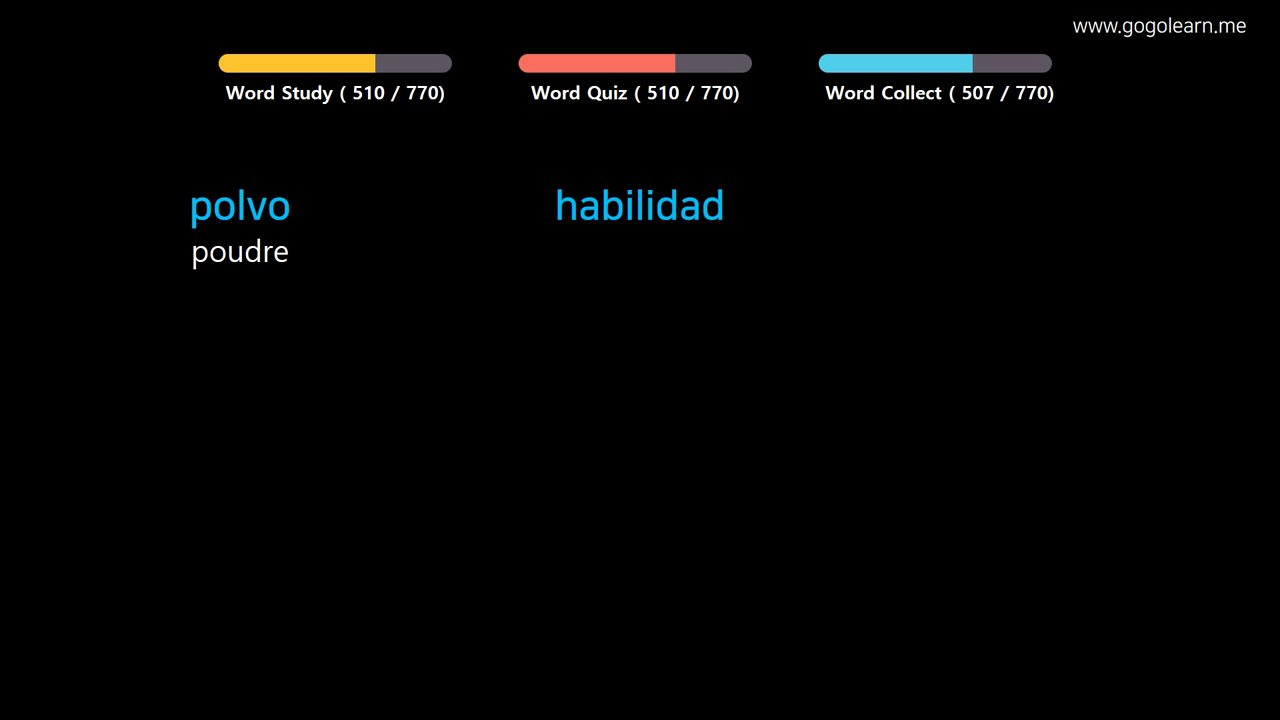 www.gogolearn.me
Word Study ( 510 / 770)
Word Quiz ( 510 / 770)
Word Collect ( 507 / 770)
polvo
poudre
habilidad